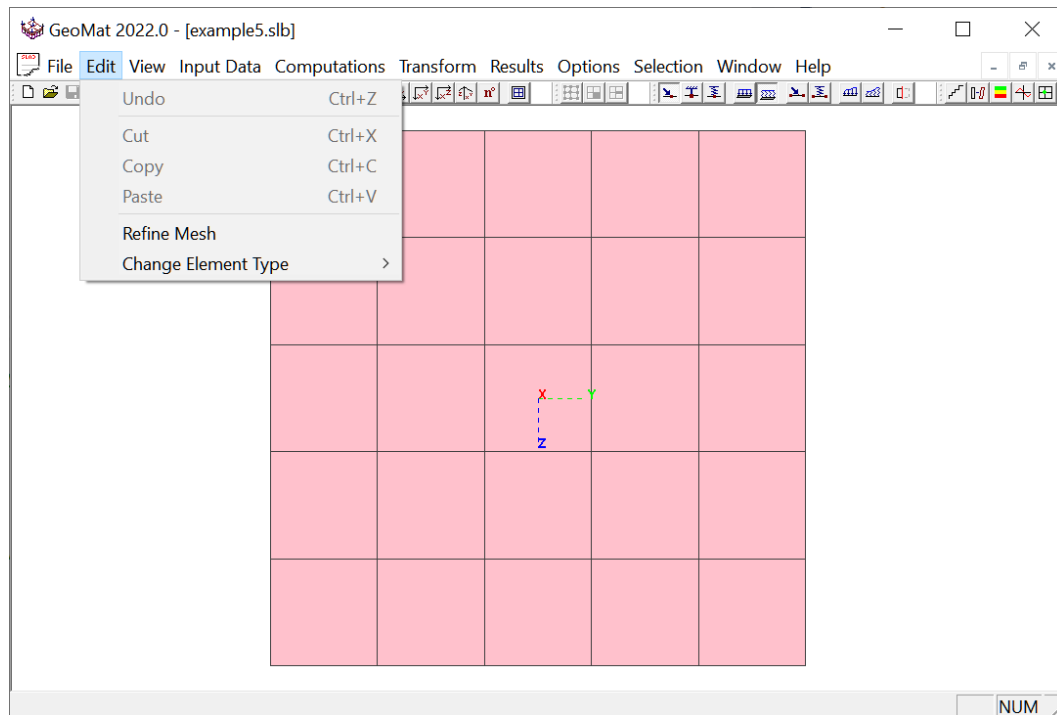 GeoMat 2022.0 - [example5.slb]
File Edit View Input Data Computations Transform Results Options Selection Window Help
n°
Undo Ctrl+Z
Cut Ctrl+X
Copy Ctrl+C
Paste Ctrl+V
Refine Mesh
Change Element Type
X Y
Z
NUM